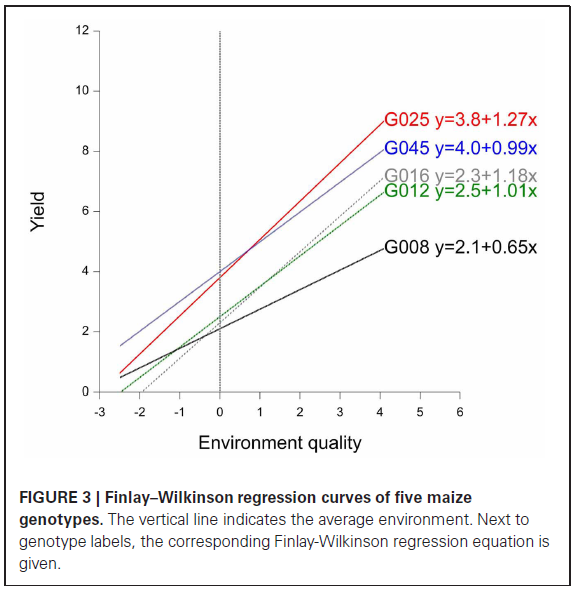 12
10
8
6
4
2
0
Yield
-3 -2 -1 0 1 2 3 4 5 6
Environment quality
G025 y=3.8+1.27x
G045 y=4.0+0.99x
G016 y=2.3+1.18x
G012 y=2.5+1.01x
G008 y=2.1+0.65x
FIGURE 3 | Finlay–Wilkinson regression curves of five maize
genotypes. The vertical line indicates the average environment. Next to
genotype labels, the corresponding Finlay-Wilkinson regression equation is
given.